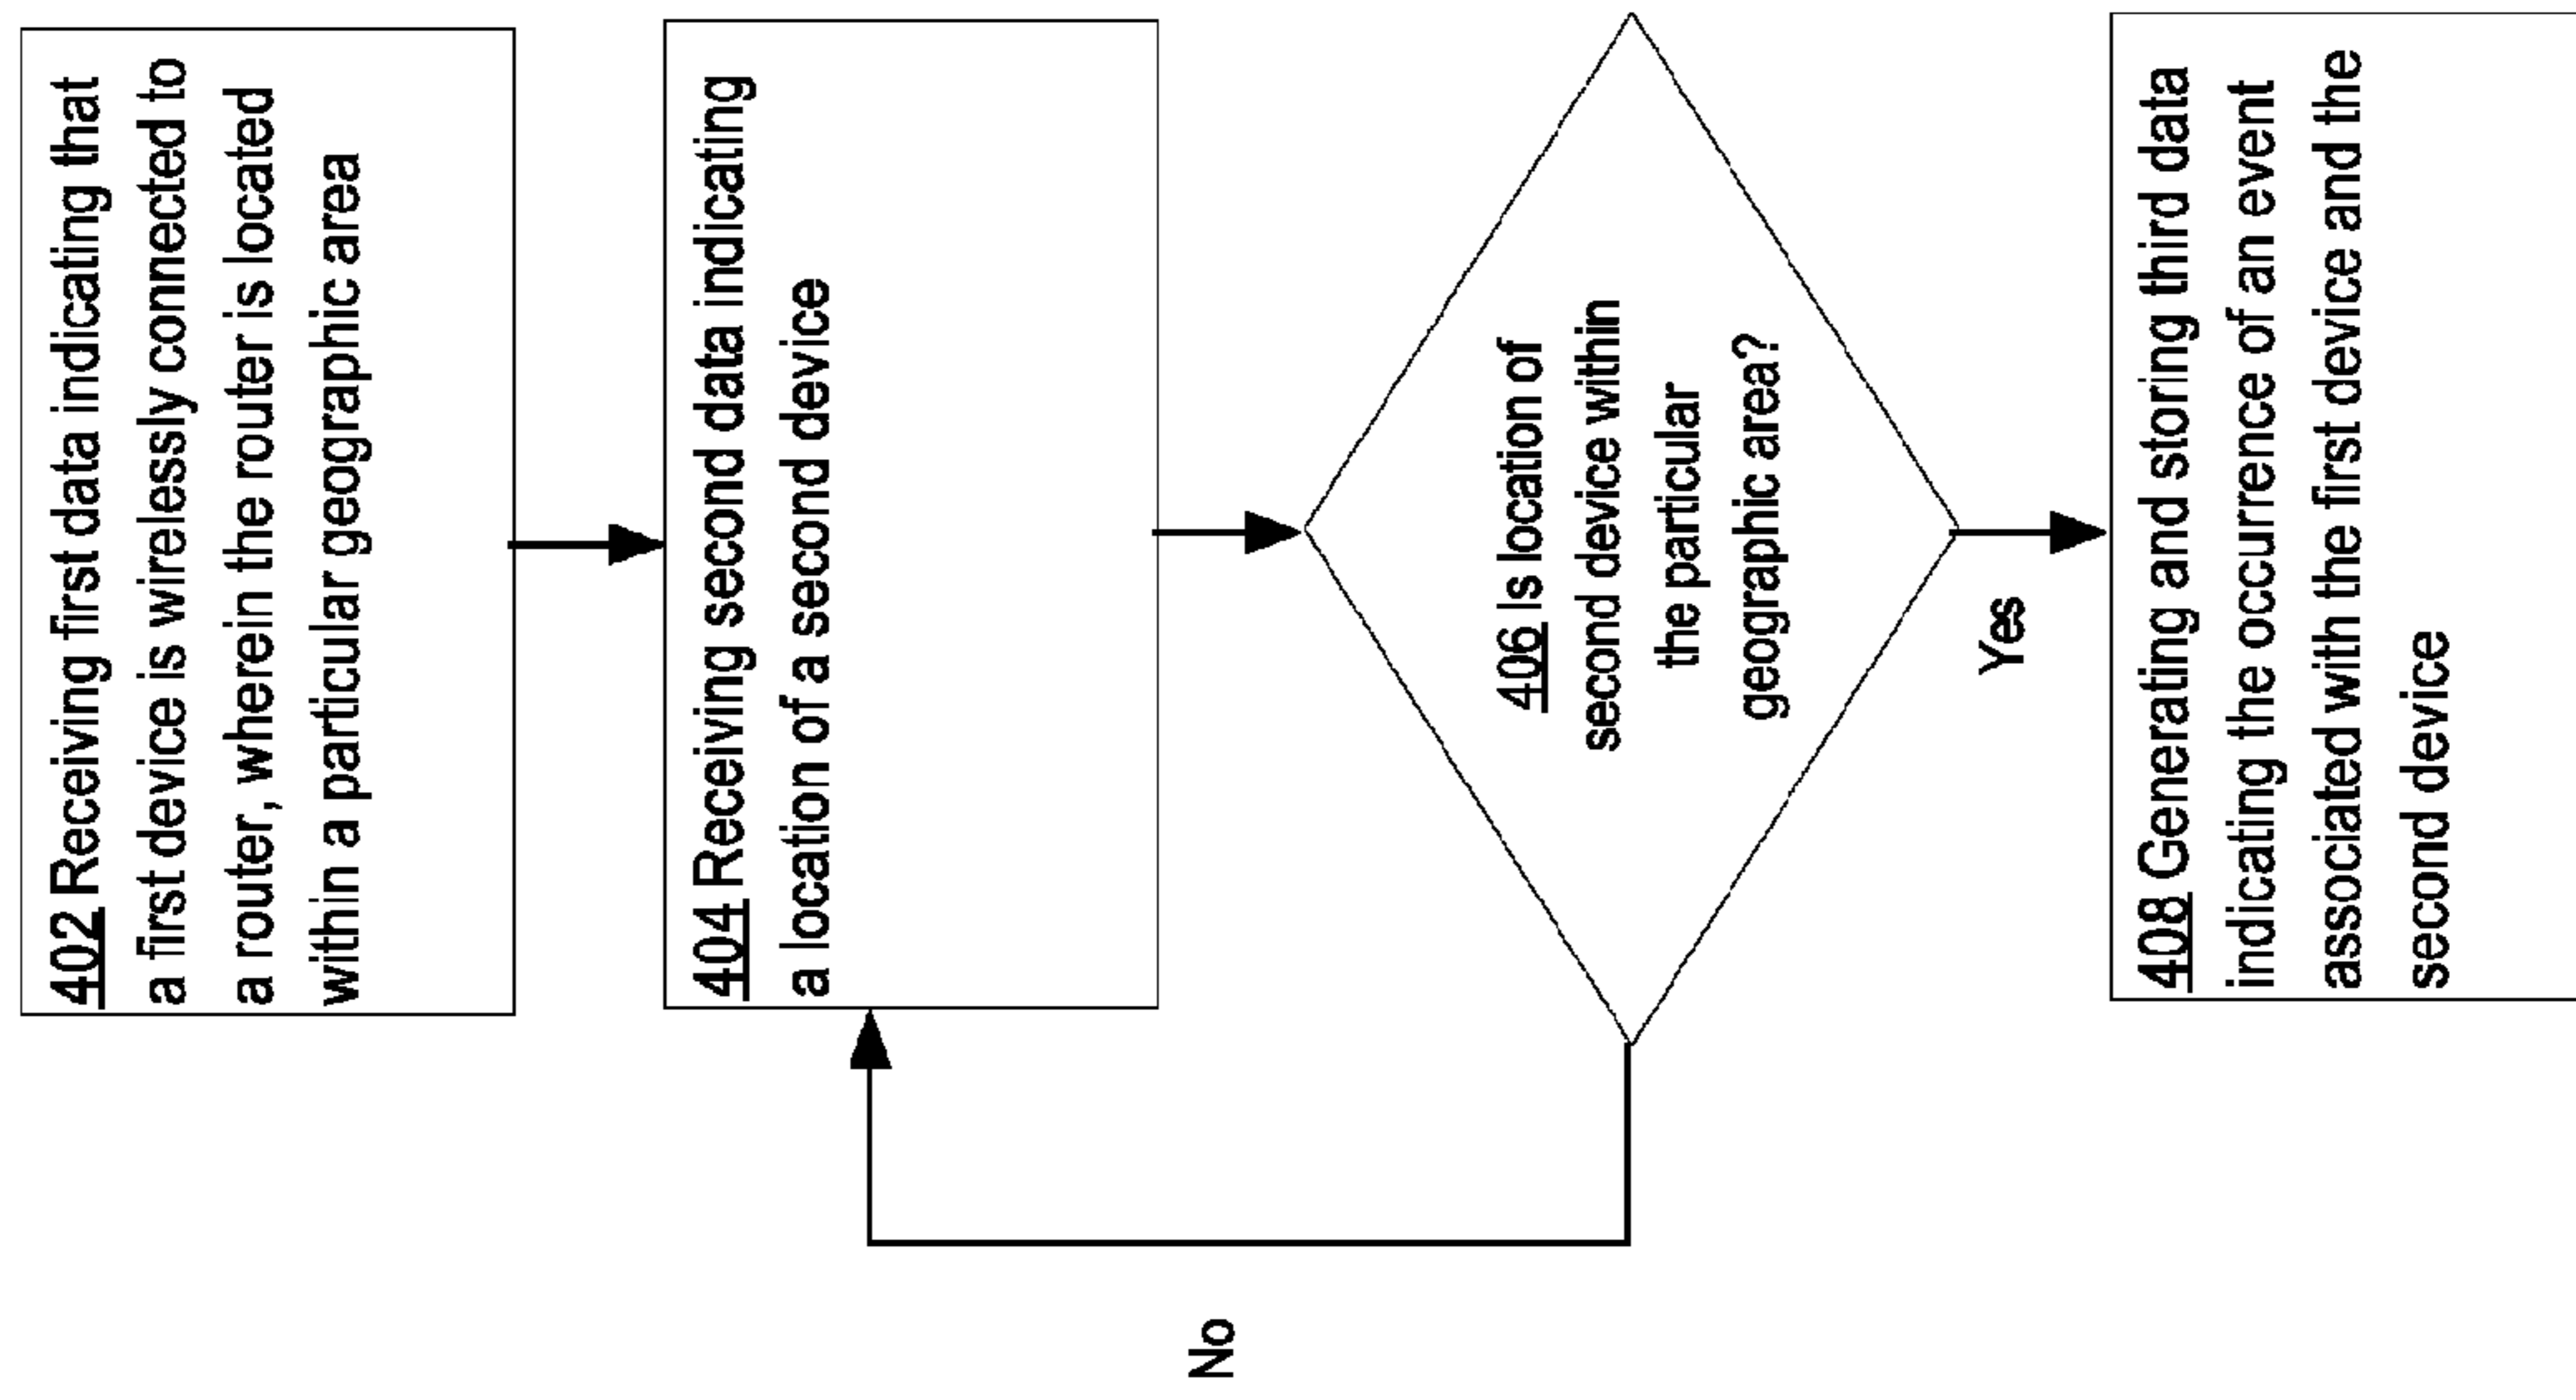 402 Receiving first data indicating that
a first device is wirelessly connected to
a router, wherein the router is located
within a particular geographic area
404 Receiving second data indicating
a location of a second device
406 Is location of
second device within
the particular
geographic area?
No
Yes
408 Generating and storing third data
indicating the occurrence of an event
associated with the first device and the
second device